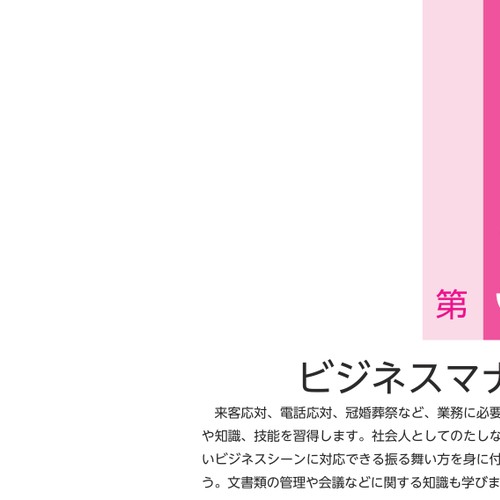 第
ビジネスマナ
来客応対、電話応対、冠婚葬祭など、業務に必要
や知識、技能を習得します。社会人としてのたしな
いビジネスシーンに対応できる振る舞い方を身に付
う。文書類の管理や会議などに関する知識も学びま